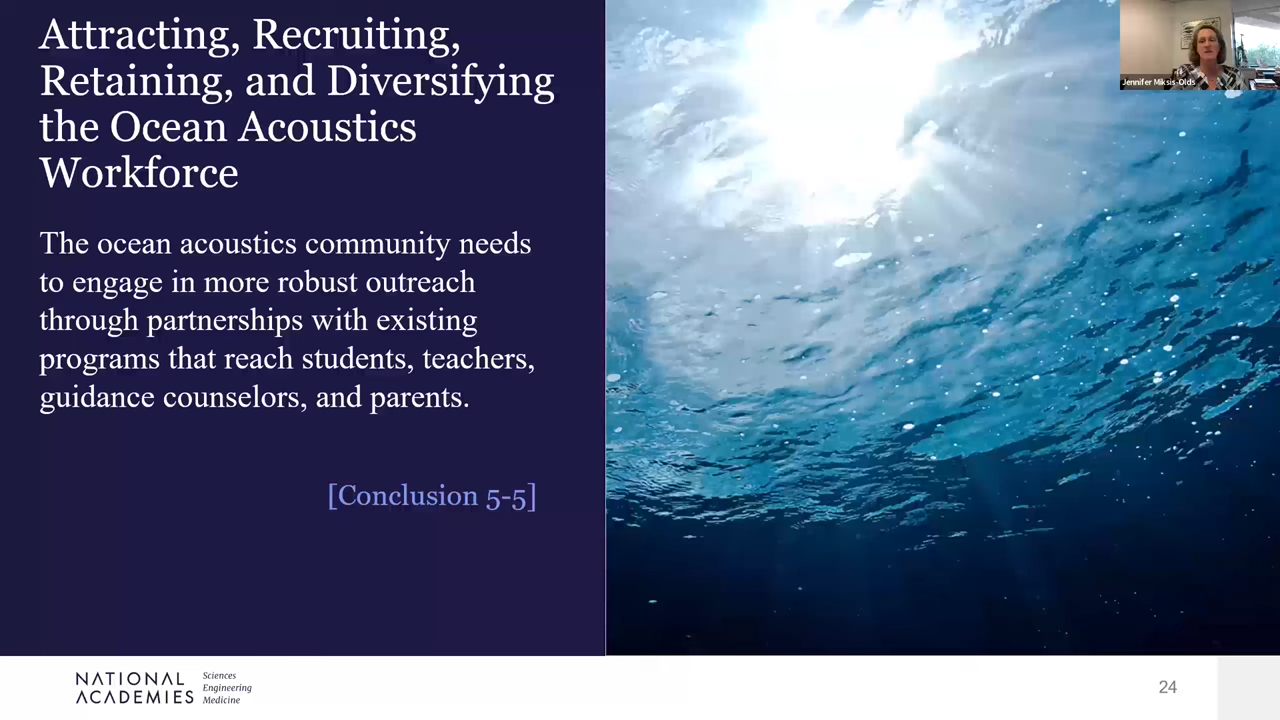 Attracting, Recruiting,
Retaining, and Diversifying
the Ocean Acoustics
Workforce
The ocean acoustics community needs
to engage in more robust outreach
through partnerships with existing
programs that reach students, teachers,
guidance counselors, and parents.
[Conclusion 5-5]
Jennifer Miksis-Olds
NATIONAL
ACADEMIES
Sciences
Engineering
Medicine
24